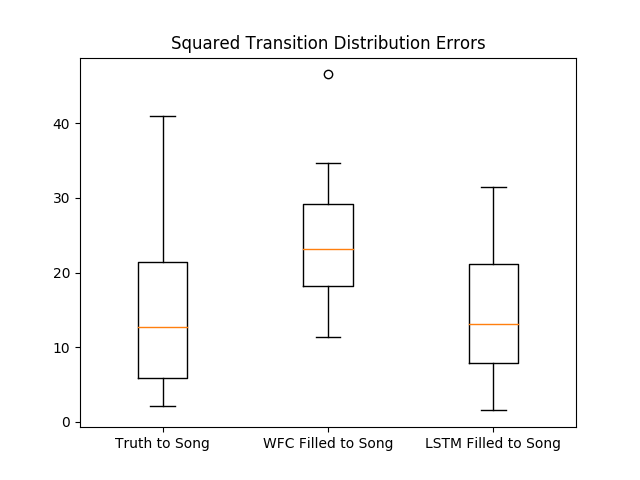 Squared Transition Distribution Errors
40
30
20
10
0
Truth to Song
WFC Filled to Song
LSTM Filled to Song